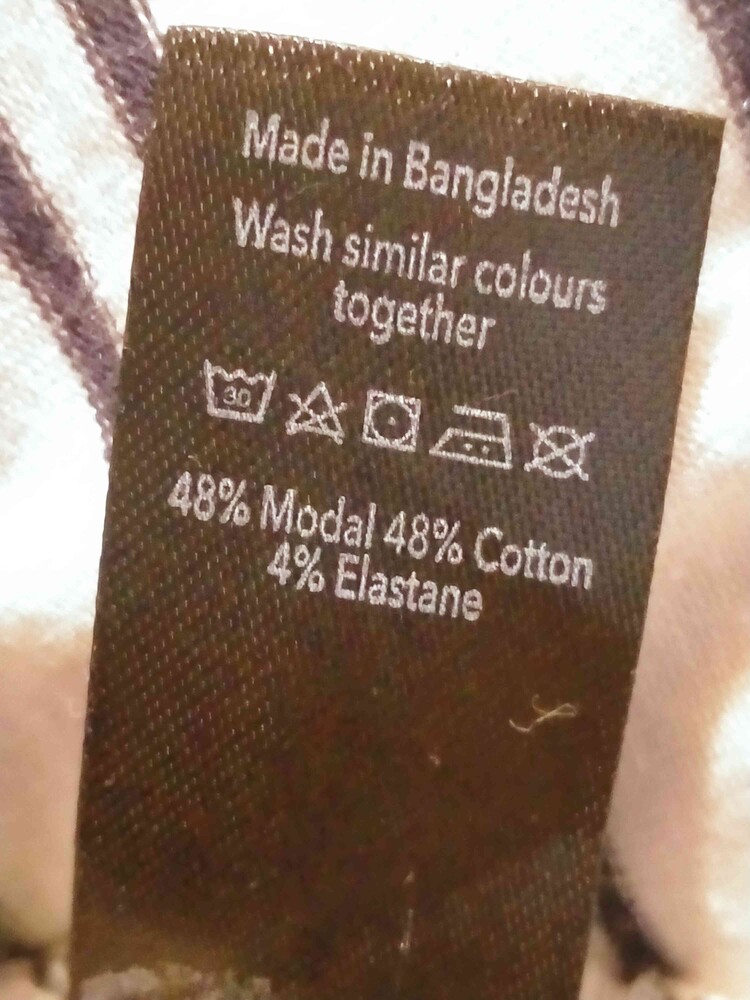 Made in Bangladesh
Wash similar colours
together
30
48% Modal 48% Cotton
4% Elastane